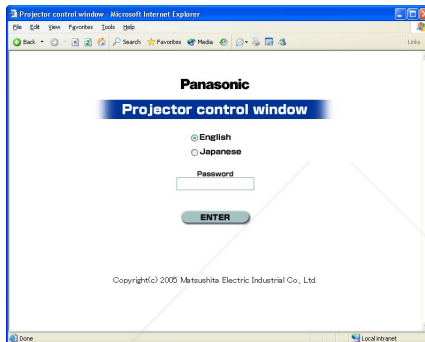 Projector control window - Microsoft Internet Explorer
File Edit View Favorites Tools Help
Back Search Favorites Media Links
Panasonic
Projector control window
English
Japanese
Password
ENTER
Copyright(c) 2005 Matsushita Electric Industrial Co., Ltd.
Done Local intranet